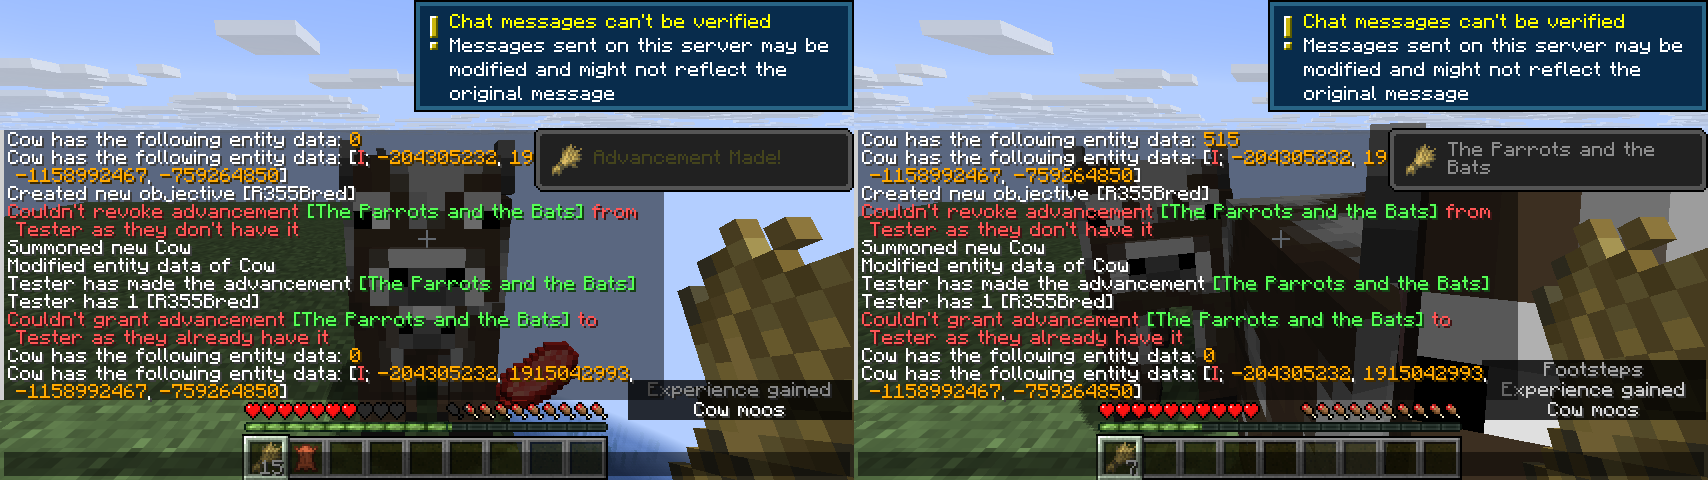 Chat messages can't be verified
Messages sent on this server may be
modified and might not reflect the
original message
Cow has the following entity data: 0
Cow has the following entity data: [I; -204305232, 19
-1158992467, -759264850]
Advancement Made!
Created new objective [R355Bred]
Couldn't revoke advancement [The Parrots and the Bats] from
Tester as they don't have it
Summoned new Cow
Modified entity data of Cow
Tester has made the advancement [The Parrots and the Bats]
Tester has 1 [R355Bred]
Couldn't grant advancement [The Parrots and the Bats] to
Tester as they already have it
Cow has the following entity data: 0
Cow has the following entity data: [I; -204305232, 1915042993,
-1158992467, -759264850]
Experience gained
Cow moos
15
Chat messages can't be verified
Messages sent on this server may be
modified and might not reflect the
original message
Cow has the following entity data: 515
Cow has the following entity data: [I; -204305232, 19
-1158992467, -759264850]
The Parrots and the
Bats
Created new objective [R355Bred]
Couldn't revoke advancement [The Parrots and the Bats] from
Tester as they don't have it
Summoned new Cow
Modified entity data of Cow
Tester has made the advancement [The Parrots and the Bats]
Tester has 1 [R355Bred]
Couldn't grant advancement [The Parrots and the Bats] to
Tester as they already have it
Cow has the following entity data: 0
Cow has the following entity data: [I; -204305232, 1915042993,
-1158992467, -759264850]
Footsteps
Experience gained
Cow moos
7